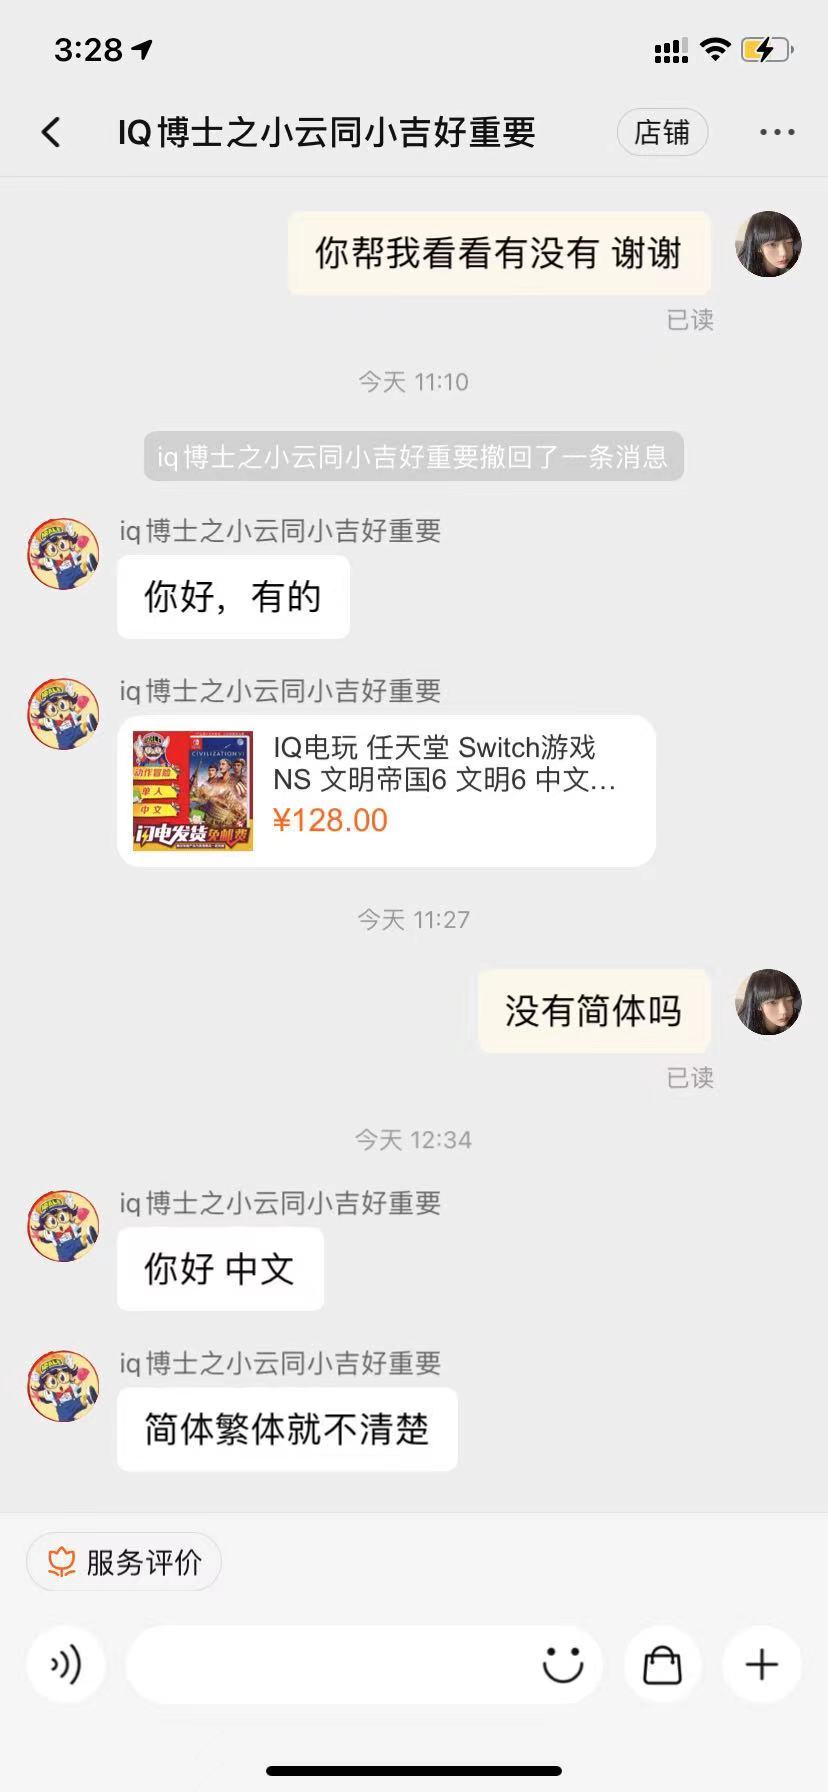 3:28
IQ博士之小云同小吉好重要
店铺
你帮我看看有没有 谢谢
已读
今天 11:10
iq博士之小云同小吉好重要撤回了一条消息
iq博士之小云同小吉好重要
你好，有的
iq博士之小云同小吉好重要
IQ电玩 任天堂 Switch游戏
NS 文明帝国6 文明6 中文...
¥128.00
CIVILIZATION VI
动作冒险
单人
中文
闪电发货免邮费
今天 11:27
没有简体吗
已读
今天 12:34
iq博士之小云同小吉好重要
你好 中文
iq博士之小云同小吉好重要
简体繁体就不清楚
服务评价